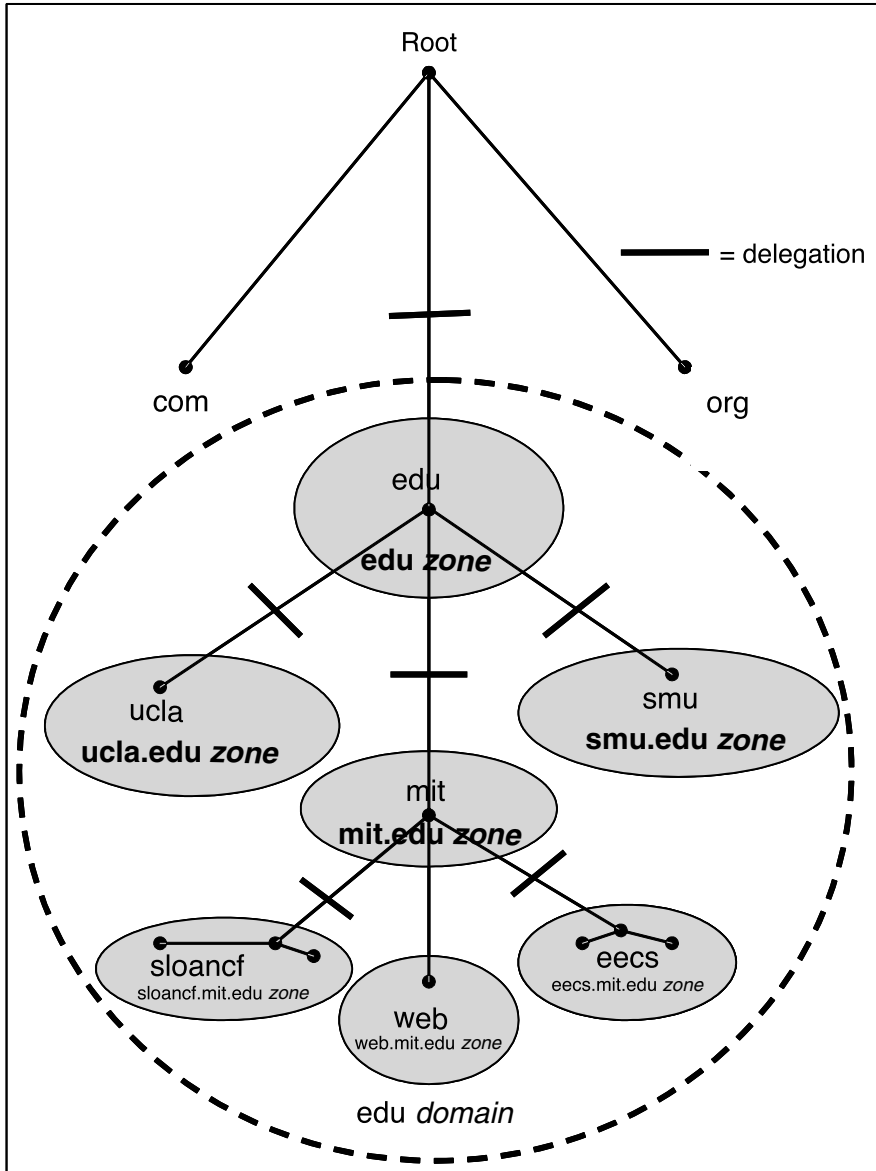 Root
= delegation
com
org
edu
edu zone
ucla
ucla.edu zone
smu
smu.edu zone
mit
mit.edu zone
sloancf
sloancf.mit.edu zone
eecs
eecs.mit.edu zone
web
web.mit.edu zone
edu domain